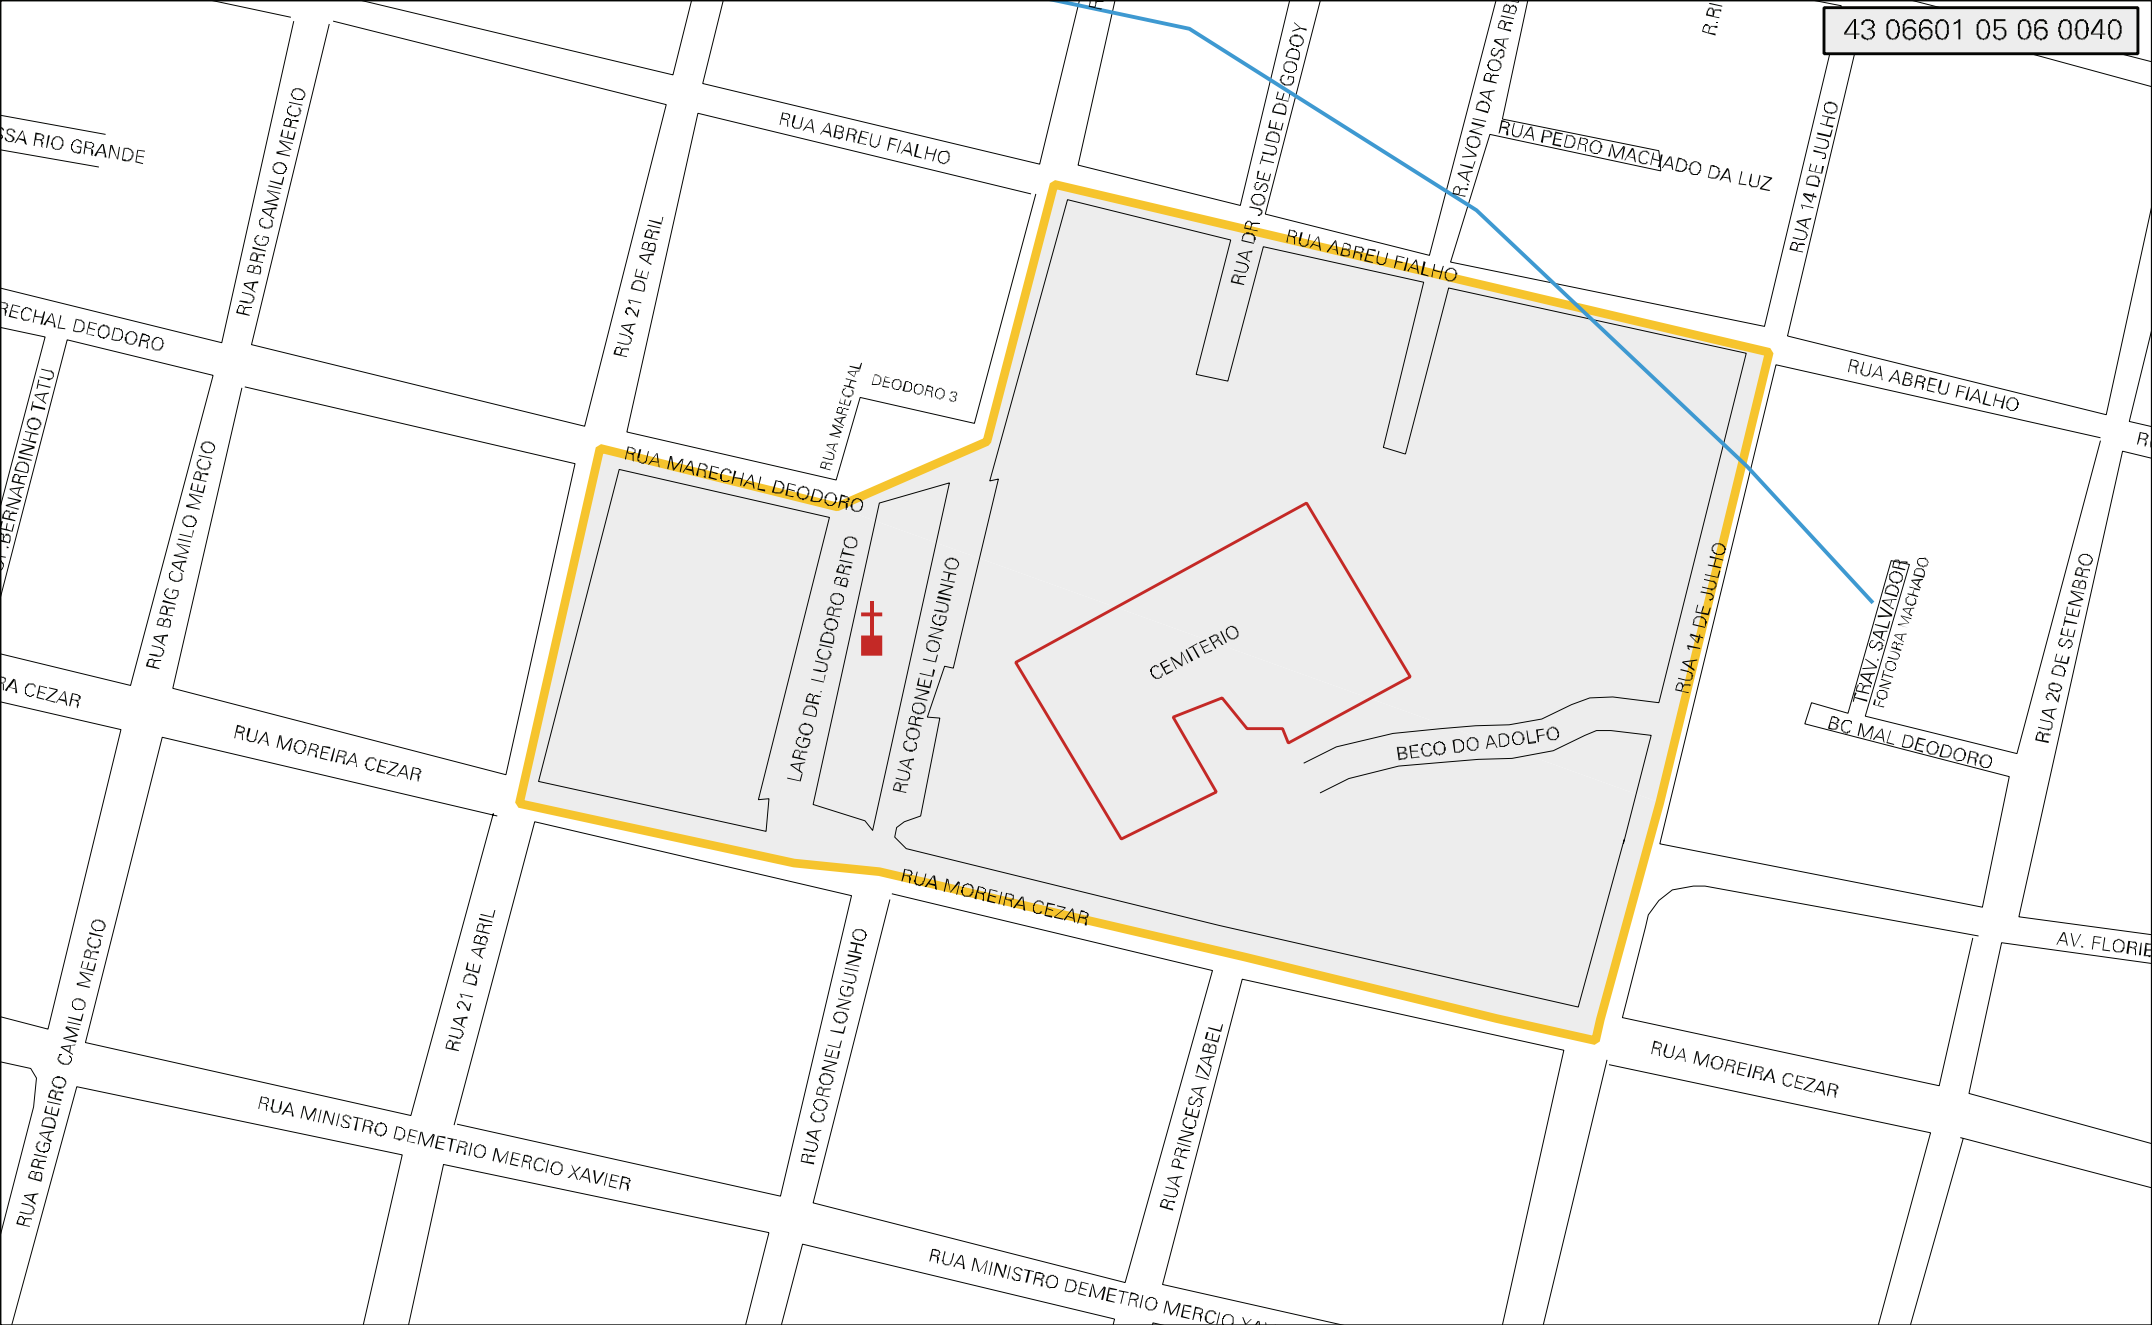 43 06601 05 06 0040
RUA ABREU FIALHO
RUA BRIG CAMILO MERCIO
RIO GRANDE
RUA PEDRO MACHADO DA LUZ
R.ALVONI DA ROSA
RUA DR JOSE TUDE DE GODOY
RUA 14 DE JULHO
RUA ABREU FIALHO
RUA 21 DE ABRIL
DEODORO
RUA ABREU FIALHO
RUA MARECHAL
DEODORO 3
RUA MARECHAL DEODORO
BERNARDINHO TATU
RUA BRIG CAMILO MERCIO
LARGO DR. LUCIDORO BRITO
RUA CORONEL LONGUINHO
CEMITERIO
RUA 14 DE JULHO
TRAV. SALVADOR
FONTOURA MACHADO
RUA 20 DE SETEMBRO
BC MAL DEODORO
BECO DO ADOLFO
CEZAR
RUA MOREIRA CEZAR
RUA MOREIRA CEZAR
AV.
RUA 21 DE ABRIL
RUA CORONEL LONGUINHO
RUA BRIGADEIRO CAMILO MERCIO
RUA PRINCESA IZABEL
RUA MOREIRA CEZAR
RUA MINISTRO DEMETRIO MERCIO XAVIER
RUA MINISTRO DEMETRIO MERCIO